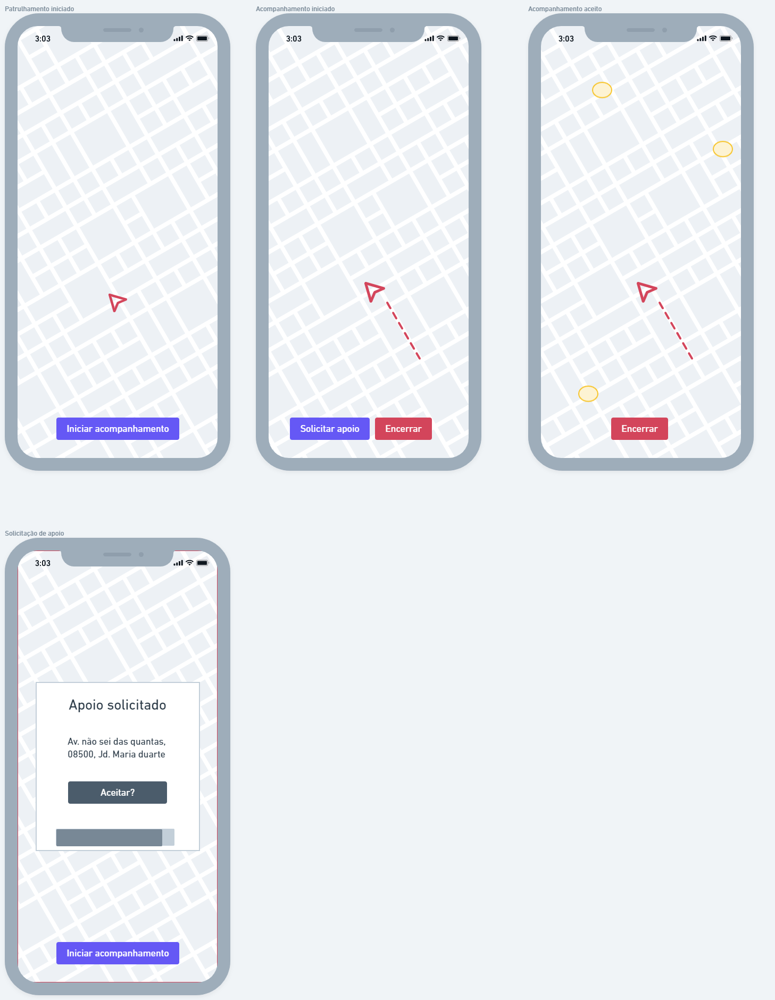 Patrulhamento iniciado
3:03
Iniciar acompanhamento
Acompanhamento iniciado
3:03
Solicitar apoio
Encerrar
Acompanhamento aceito
3:03
Encerrar
Solicitação de apoio
3:03
Apoio solicitado
Av. não sei das quantas,
08500, Jd. Maria duarte
Aceitar?
Iniciar acompanhamento